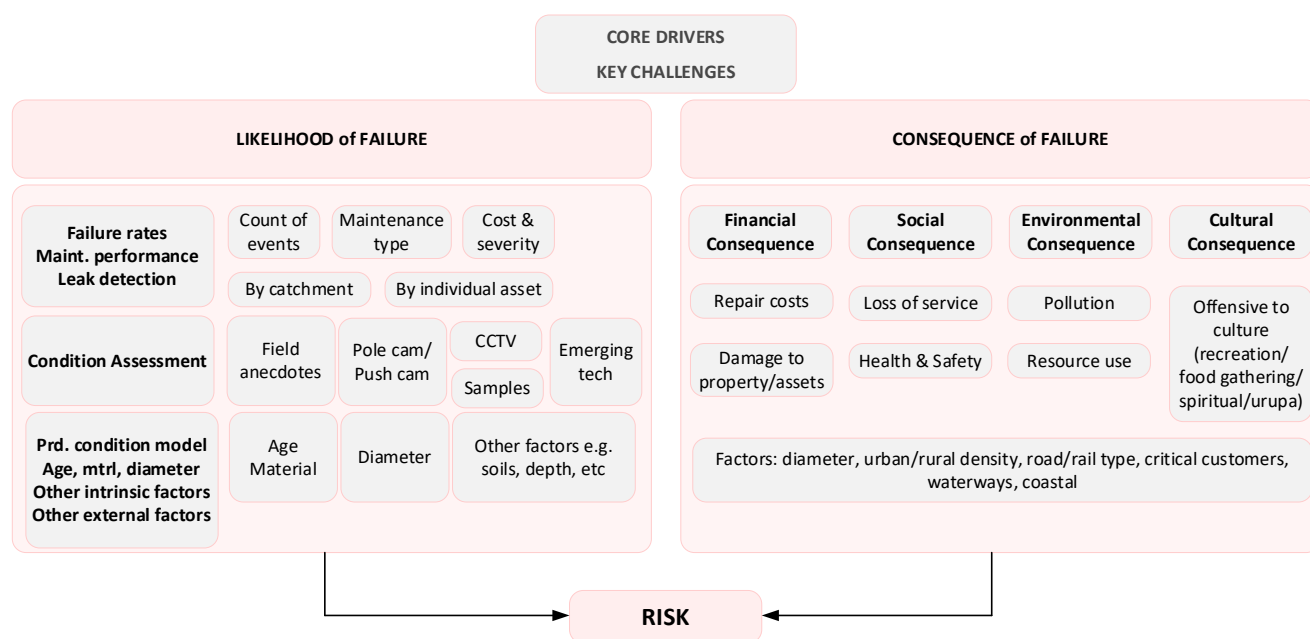 CORE DRIVERS
KEY CHALLENGES
LIKELIHOOD of FAILURE
Failure rates
Maint. performance
Leak detection
Count of
events
Maintenance
type
Cost &
severity
By catchment
By individual asset
Condition Assessment
Field
anecdotes
Pole cam/
Push cam
CCTV
Samples
Emerging
tech
Prd. condition model
Age, mtrl, diameter
Other intrinsic factors
Other external factors
Age
Material
Diameter
Other factors e.g.
soils, depth, etc
CONSEQUENCE of FAILURE
Financial
Consequence
Social
Consequence
Environmental
Consequence
Cultural
Consequence
Repair costs
Loss of service
Pollution
Offensive to
culture
(recreation/
food gathering/
spiritual/urupa)
Damage to
property/assets
Health & Safety
Resource use
Factors: diameter, urban/rural density, road/rail type, critical customers,
waterways, coastal
RISK